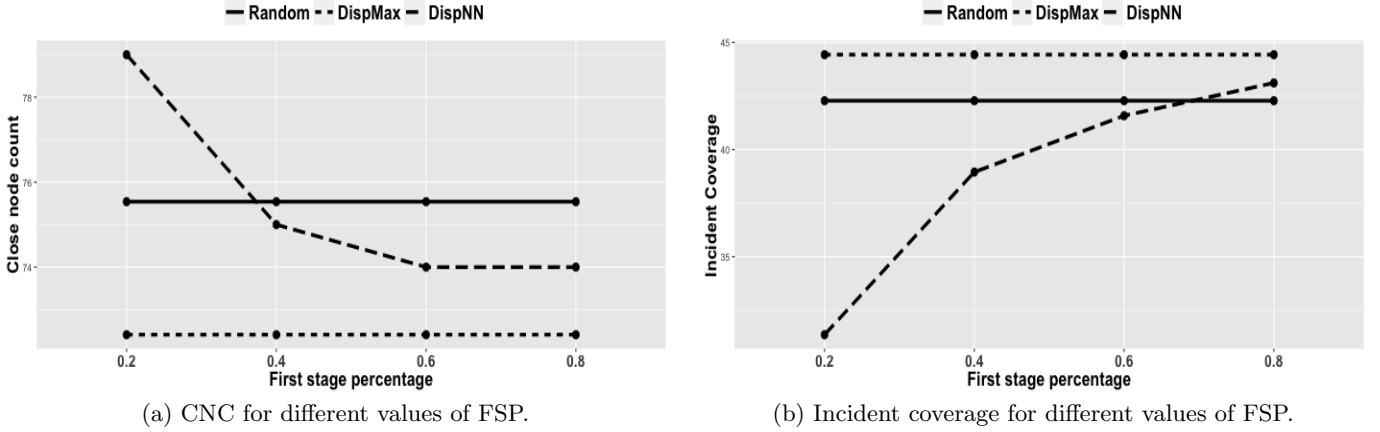 Random DispMax DispNN
Close node count
78
76
74
0.2 0.4 0.6 0.8
First stage percentage
(a) CNC for different values of FSP.
Random DispMax DispNN
Incident Coverage
45
40
35
0.2 0.4 0.6 0.8
First stage percentage
(b) Incident coverage for different values of FSP.